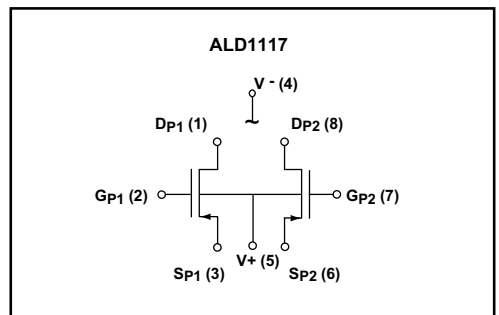 ALD1117
V - (4)
~
DP1 (1) DP2 (8)
GP1 (2) GP2 (7)
V+ (5)
SP1 (3) SP2 (6)